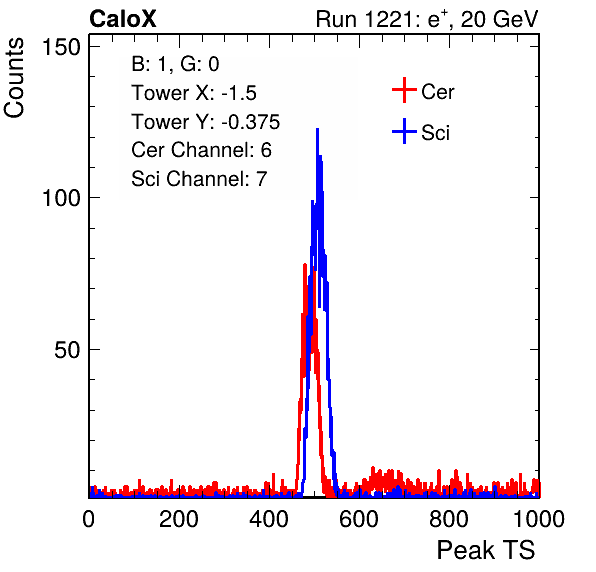 CaloX Run 1221: e⁺, 20 GeV
B: 1, G: 0
Tower X: -1.5
Tower Y: -0.375
Cer Channel: 6
Sci Channel: 7
Cer
Sci
Counts
150
100
50
0 200 400 600 800 1000
Peak TS